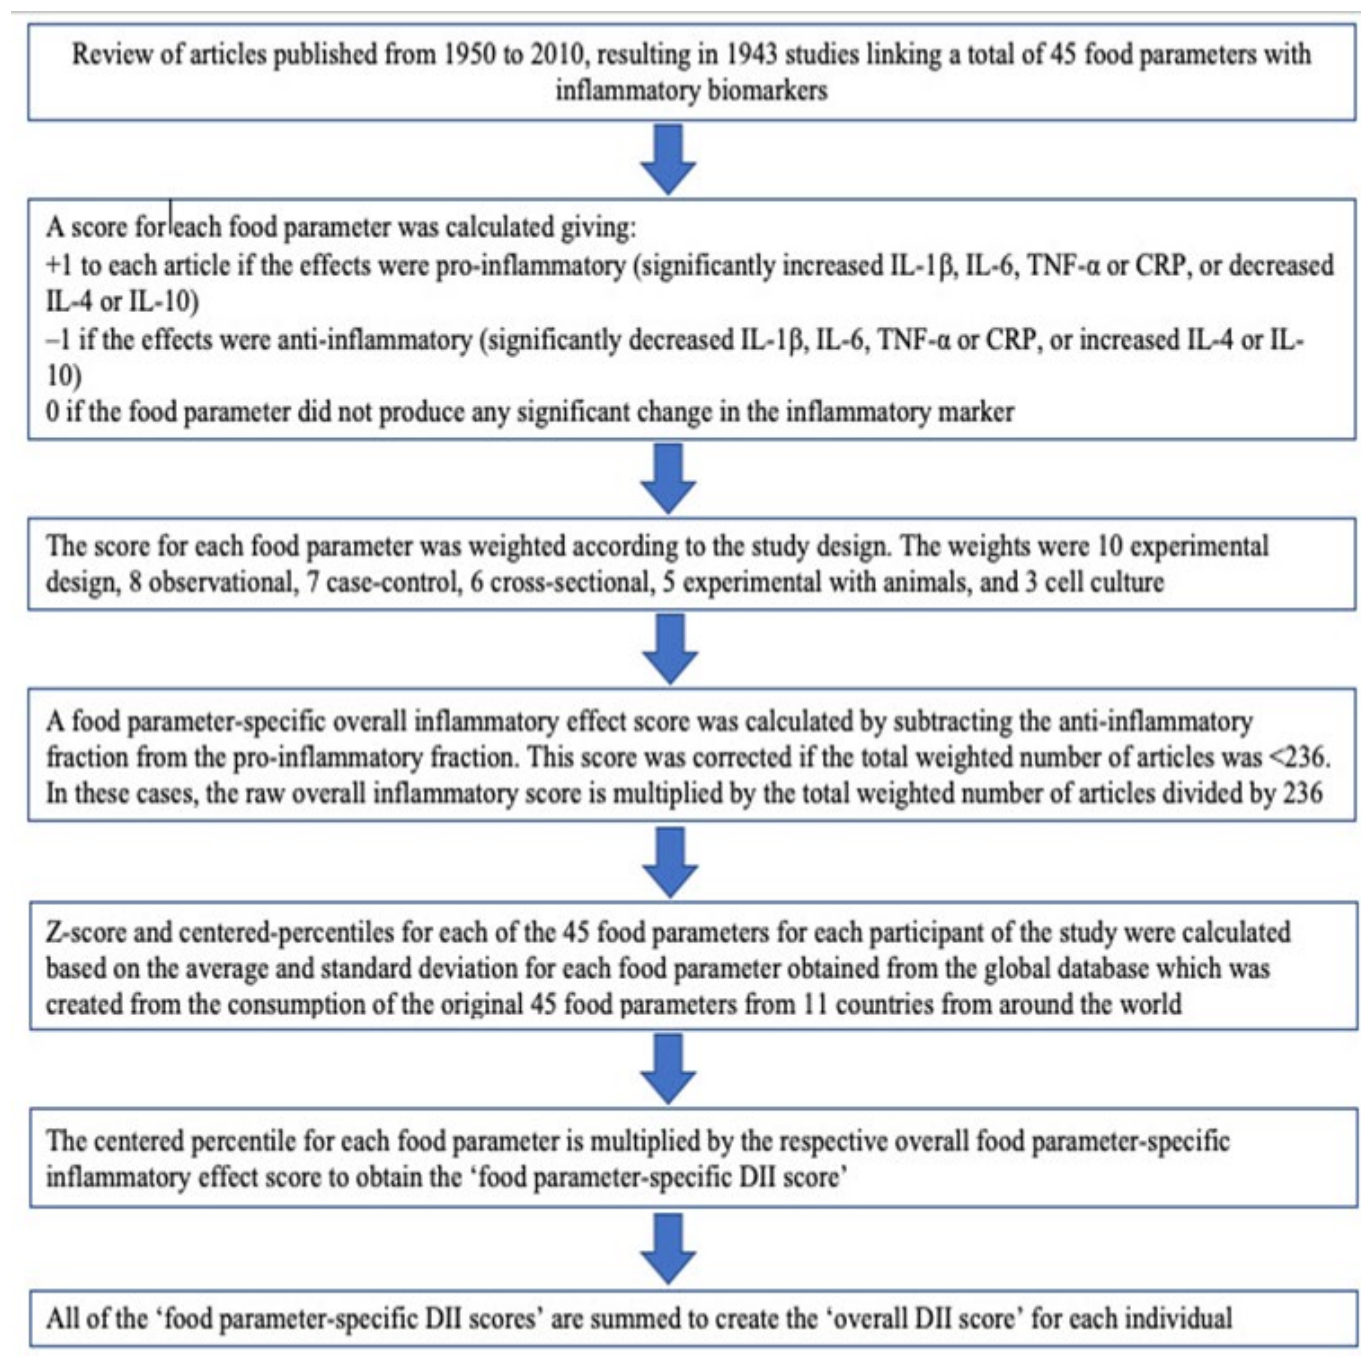 Review of articles published from 1950 to 2010, resulting in 1943 studies linking a total of 45 food parameters with
inflammatory biomarkers
A score for each food parameter was calculated giving:
+1 to each article if the effects were pro-inflammatory (significantly increased IL-1β, IL-6, TNF-α or CRP, or decreased
IL-4 or IL-10)
–1 if the effects were anti-inflammatory (significantly decreased IL-1β, IL-6, TNF-α or CRP, or increased IL-4 or IL-
10)
0 if the food parameter did not produce any significant change in the inflammatory marker
The score for each food parameter was weighted according to the study design. The weights were 10 experimental
design, 8 observational, 7 case-control, 6 cross-sectional, 5 experimental with animals, and 3 cell culture
A food parameter-specific overall inflammatory effect score was calculated by subtracting the anti-inflammatory
fraction from the pro-inflammatory fraction. This score was corrected if the total weighted number of articles was <236.
In these cases, the raw overall inflammatory score is multiplied by the total weighted number of articles divided by 236
Z-score and centered-percentiles for each of the 45 food parameters for each participant of the study were calculated
based on the average and standard deviation for each food parameter obtained from the global database which was
created from the consumption of the original 45 food parameters from 11 countries from around the world
The centered percentile for each food parameter is multiplied by the respective overall food parameter-specific
inflammatory effect score to obtain the ‘food parameter-specific DII score’
All of the ‘food parameter-specific DII scores’ are summed to create the ‘overall DII score’ for each individual